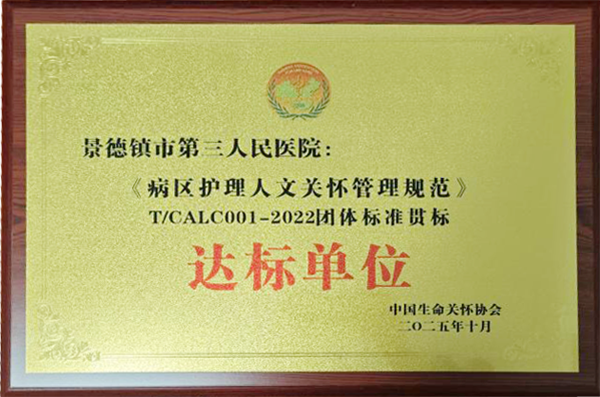 景德镇市第三人民医院：
《病区护理人文关怀管理规范》
T/CALC001-2022团体标准贯标
达标单位
中国生命关怀协会
二〇二五年十月